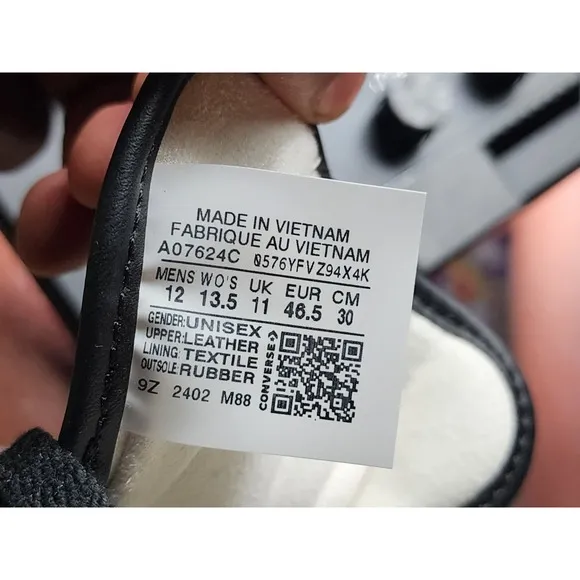 MADE IN VIETNAM
FABRIQUE AU VIETNAM
A07624C 0576YFVZ94X4K
MENS WO'S UK EUR CM
12 13.5 11 46.5 30
GENDER:UNISEX
UPPER:LEATHER
LINING:TEXTILE
OUTSOLE:RUBBER
CONVERSE
9Z 2402 M88